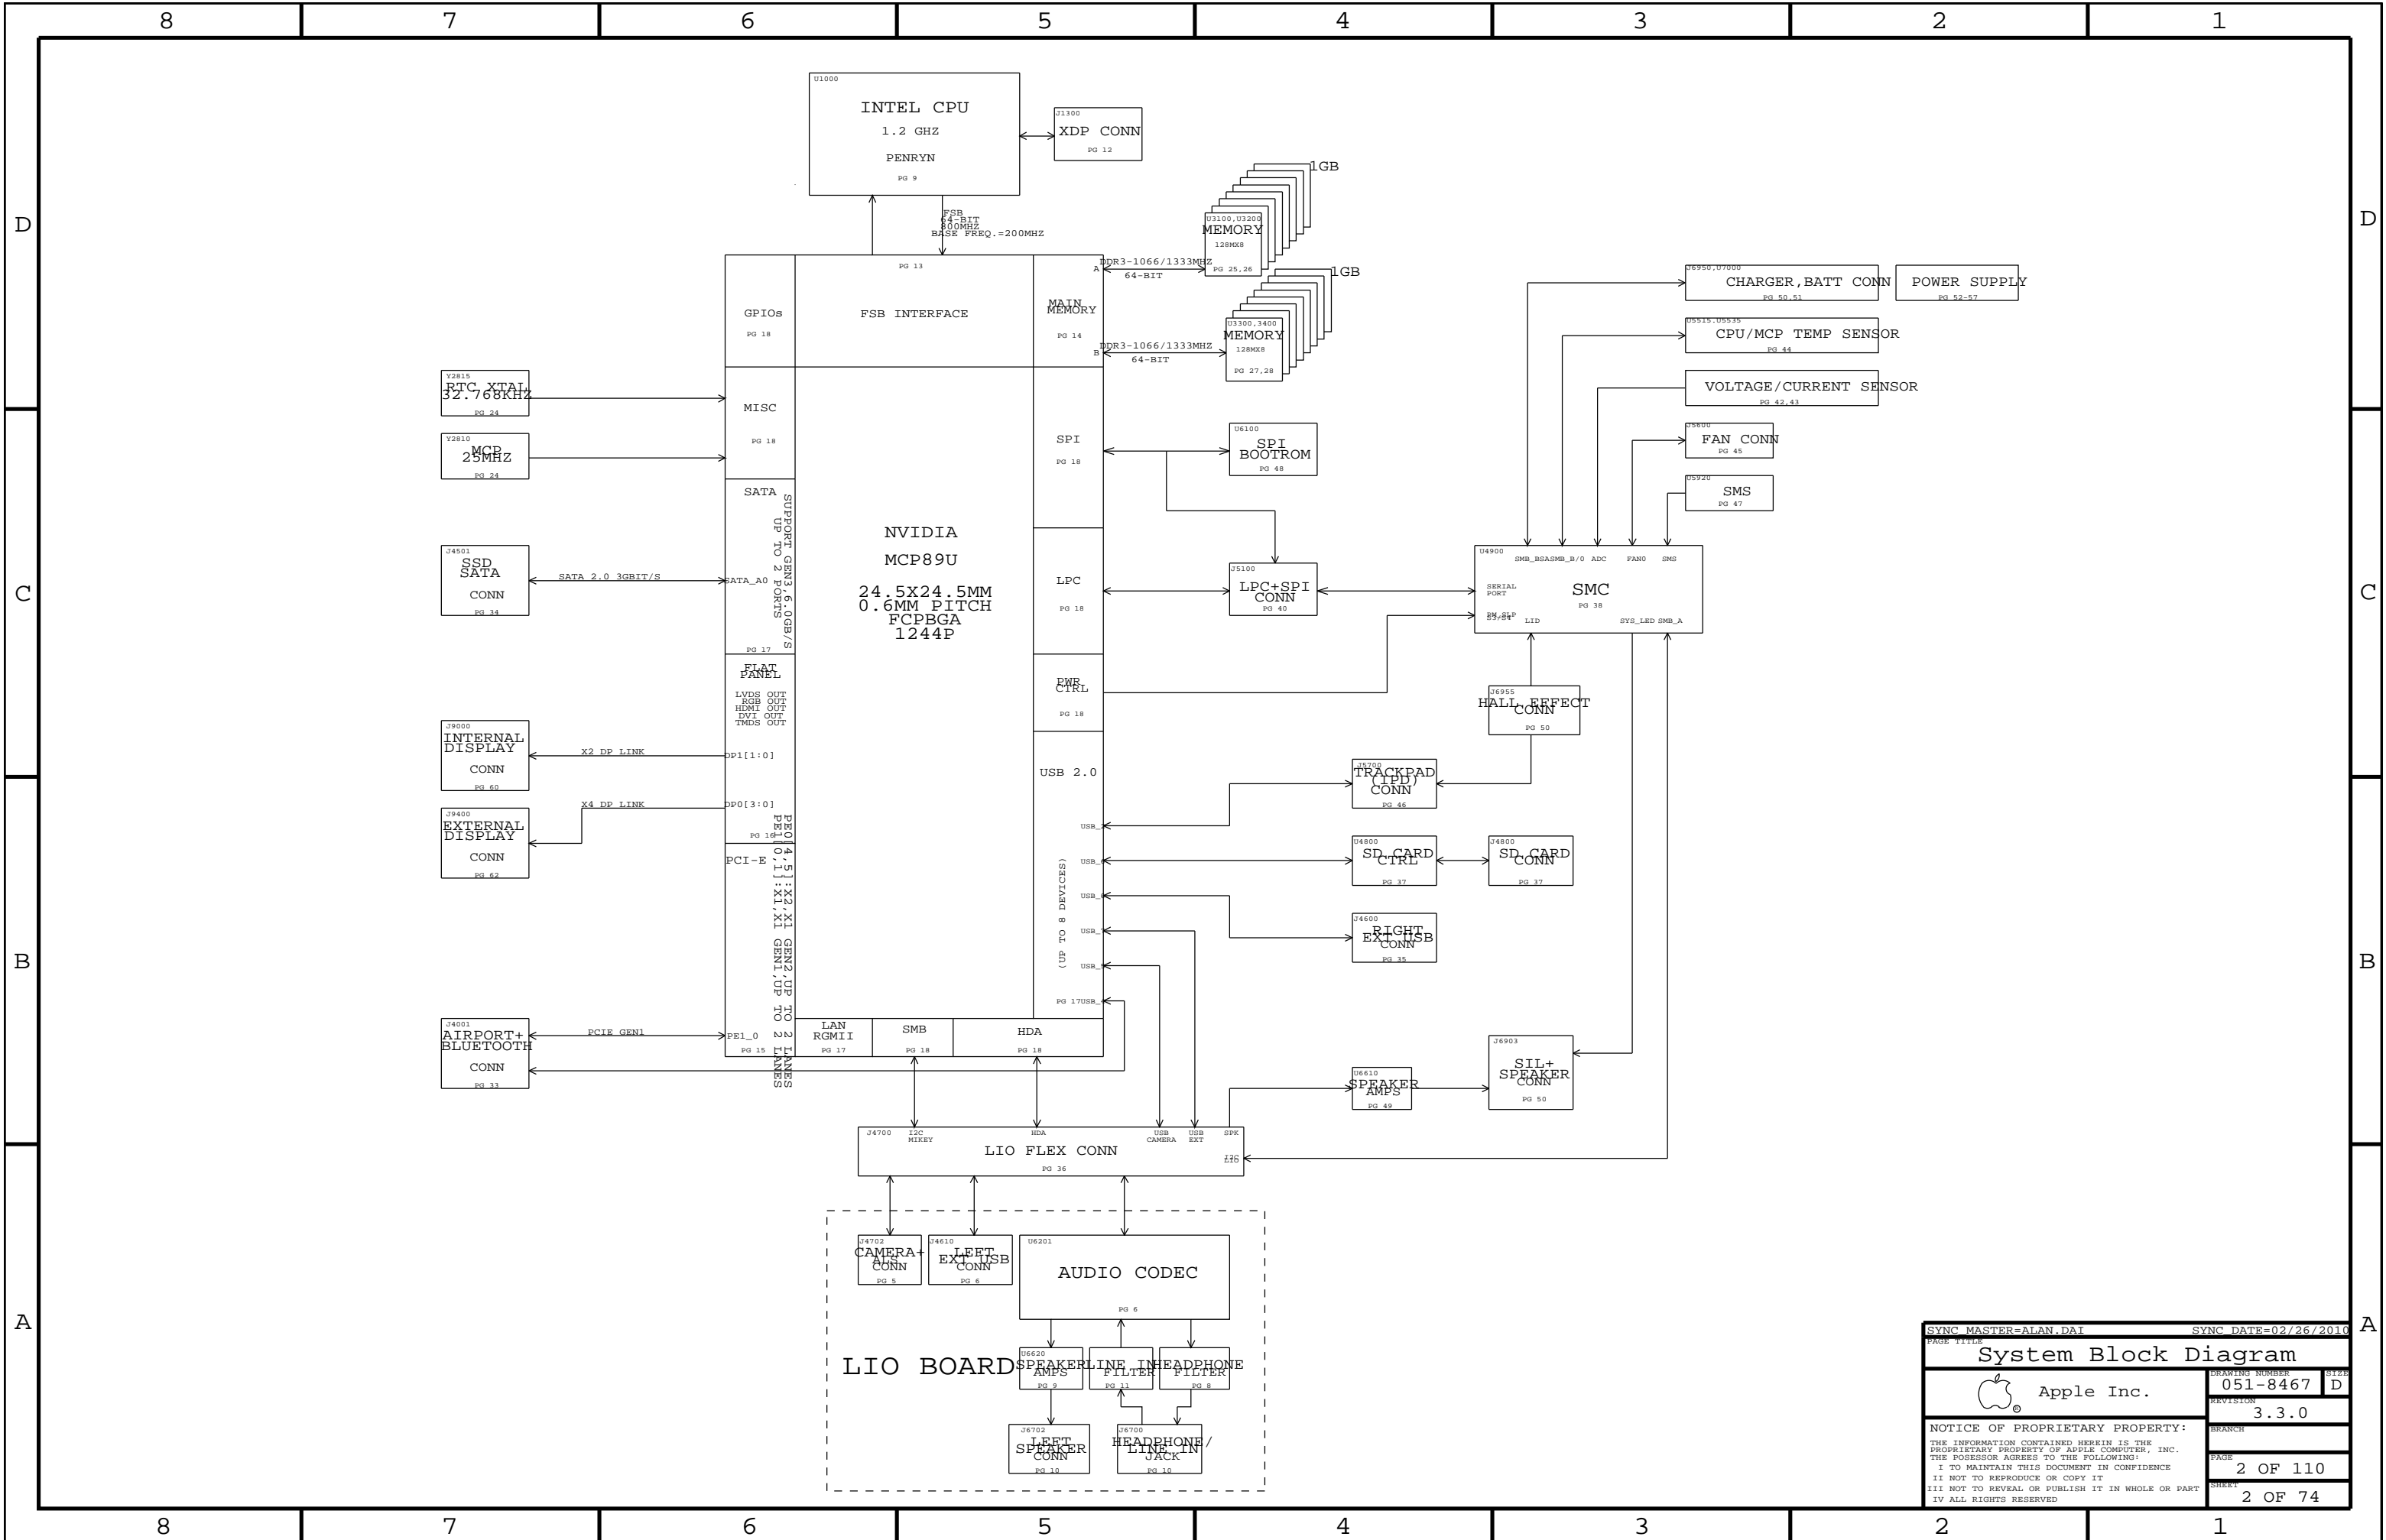 8 7 6 5 4 3 2 1
U1000
INTEL CPU
1.2 GHZ
PENRYN
PG 9
J1300
XDP CONN
PG 12
FSB
64-BIT
800MHZ
BASE FREQ.=200MHZ
1GB
U3100,U3200
MEMORY
128MX8
PG 25,26
DDR3-1066/1333MHZ
64-BIT
1GB
U3300,3400
MEMORY
128MX8
PG 27,28
DDR3-1066/1333MHZ
64-BIT
D
D
GPIOs
PG 18
PG 13
FSB INTERFACE
MAIN
MEMORY
PG 14
A
B
J6950,U7000
CHARGER,BATT CONN
PG 50,51
POWER SUPPLY
PG 52-57
U5515.U5535
CPU/MCP TEMP SENSOR
PG 44
VOLTAGE/CURRENT SENSOR
PG 42,43
J5600
FAN CONN
PG 45
U5920
SMS
PG 47
Y2815
RTC XTAL
32.768KHZ
PG 24
Y2810
MCP
25MHZ
PG 24
MISC
PG 18
SPI
PG 18
U6100
SPI
BOOTROM
PG 48
C
C
J4501
SSD
SATA
CONN
PG 34
SATA 2.0 3GBIT/S
SATA
SATA_A0
SUPPORT GEN3,6.0GB/S
UP TO 2 PORTS
PG 17
NVIDIA
MCP89U
24.5X24.5MM
0.6MM PITCH
FCPBGA
1244P
LPC
PG 18
J5100
LPC+SPI
CONN
PG 40
U4900
SMB_BSA
SMB_B/0
ADC
FAN0
SMS
SERIAL
PORT
SMC
PG 38
PM_SLP
S3/S4
LID
SYS_LED
SMB_A
FLAT
PANEL
LVDS OUT
RGB OUT
HDMI OUT
DVI OUT
TMDS OUT
DP1[1:0]
DP0[3:0]
PG 16
PWR
CTRL
PG 18
J6955
HALL EFFECT
CONN
PG 50
J9000
INTERNAL
DISPLAY
CONN
PG 60
X2 DP LINK
J9400
EXTERNAL
DISPLAY
CONN
PG 62
X4 DP LINK
USB 2.0
(UP TO 8 DEVICES)
PG 17
J5700
TRACKPAD
(IPD)
CONN
PG 46
U4800
SD CARD
CTRL
PG 37
J4800
SD CARD
CONN
PG 37
J4600
RIGHT
EXT USB
CONN
PG 35
B
B
PCI-E
PE0[4,5]:X2,X1 GEN2,UP TO 2 LANES
PE1[0,1]:X1,X1 GEN1,UP TO 2 LANES
PE1_0
PG 15
J4001
AIRPORT+
BLUETOOTH
CONN
PG 33
PCIE GEN1
LAN
RGMII
PG 17
SMB
PG 18
HDA
PG 18
U6610
SPEAKER
AMPS
PG 49
J6903
SIL+
SPEAKER
CONN
PG 50
J4700
I2C
MIKEY
HDA
USB
CAMERA
USB
EXT
SPK
I2C
LIO
LIO FLEX CONN
PG 36
J4702
CAMERA+
ALS
CONN
PG 5
J4610
LEFT
EXT USB
CONN
PG 6
U6201
AUDIO CODEC
PG 6
A
A
LIO BOARD
U6620
SPEAKER
AMPS
PG 9
LINE IN
FILTER
PG 11
HEADPHONE
FILTER
PG 8
J6702
LEFT
SPEAKER
CONN
PG 10
J6700
HEADPHONE/
LINE IN
JACK
PG 10
SYNC_MASTER=ALAN.DAI SYNC_DATE=02/26/2010
PAGE TITLE
System Block Diagram
Apple Inc.
DRAWING NUMBER
051-8467
SIZE
D
REVISION
3.3.0
BRANCH
NOTICE OF PROPRIETARY PROPERTY:
THE INFORMATION CONTAINED HEREIN IS THE
PROPRIETARY PROPERTY OF APPLE COMPUTER, INC.
THE POSESSOR AGREES TO THE FOLLOWING:
I TO MAINTAIN THIS DOCUMENT IN CONFIDENCE
II NOT TO REPRODUCE OR COPY IT
III NOT TO REVEAL OR PUBLISH IT IN WHOLE OR PART
IV ALL RIGHTS RESERVED
PAGE
2 OF 110
SHEET
2 OF 74
8 7 6 5 4 3 2 1